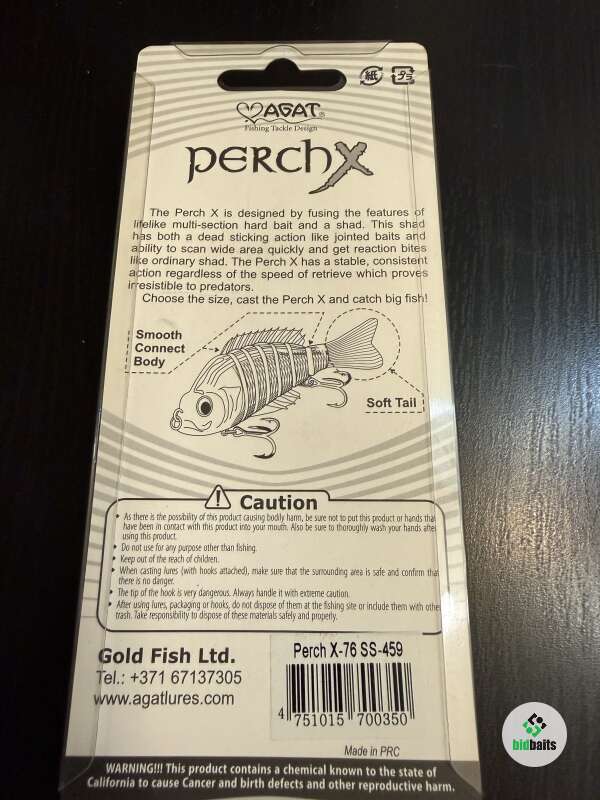 紙 プラ
AGAT®
Fishing Tackle Design
PERCHX
The Perch X is designed by fusing the features of
lifelike multi-section hard bait and a shad. This shad
has both a dead sticking action like jointed baits and
ability to scan wide area quickly and get reaction bites
like ordinary shad. The Perch X has a stable, consistent
action regardless of the speed of retrieve which proves
irresistible to predators.
Choose the size, cast the Perch X and catch big fish!
Smooth
Connect
Body
Soft Tail
Caution
• As there is the possibility of this product causing bodily harm, be sure not to put this product or hands that
have been in contact with this product into your mouth. Also be sure to thoroughly wash your hands after
using this product.
• Do not use for any purpose other than fishing.
• Keep out of the reach of children.
• When casting lures (with hooks attached), make sure that the surrounding area is safe and confirm that
there is no danger.
• The tip of the hook is very dangerous. Always handle it with extreme caution.
• After using lures, packaging or hooks, do not dispose of them at the fishing site or include them with other
trash. Take responsibility to dispose of these materials safely and properly.
Gold Fish Ltd.
Tel.: +371 67137305
www.agatlures.com
Perch X-76 SS-459
4 751015 700350
Made in PRC
bidbaits
WARNING!!! This product contains a chemical known to the state of
California to cause Cancer and birth defects and other reproductive harm.